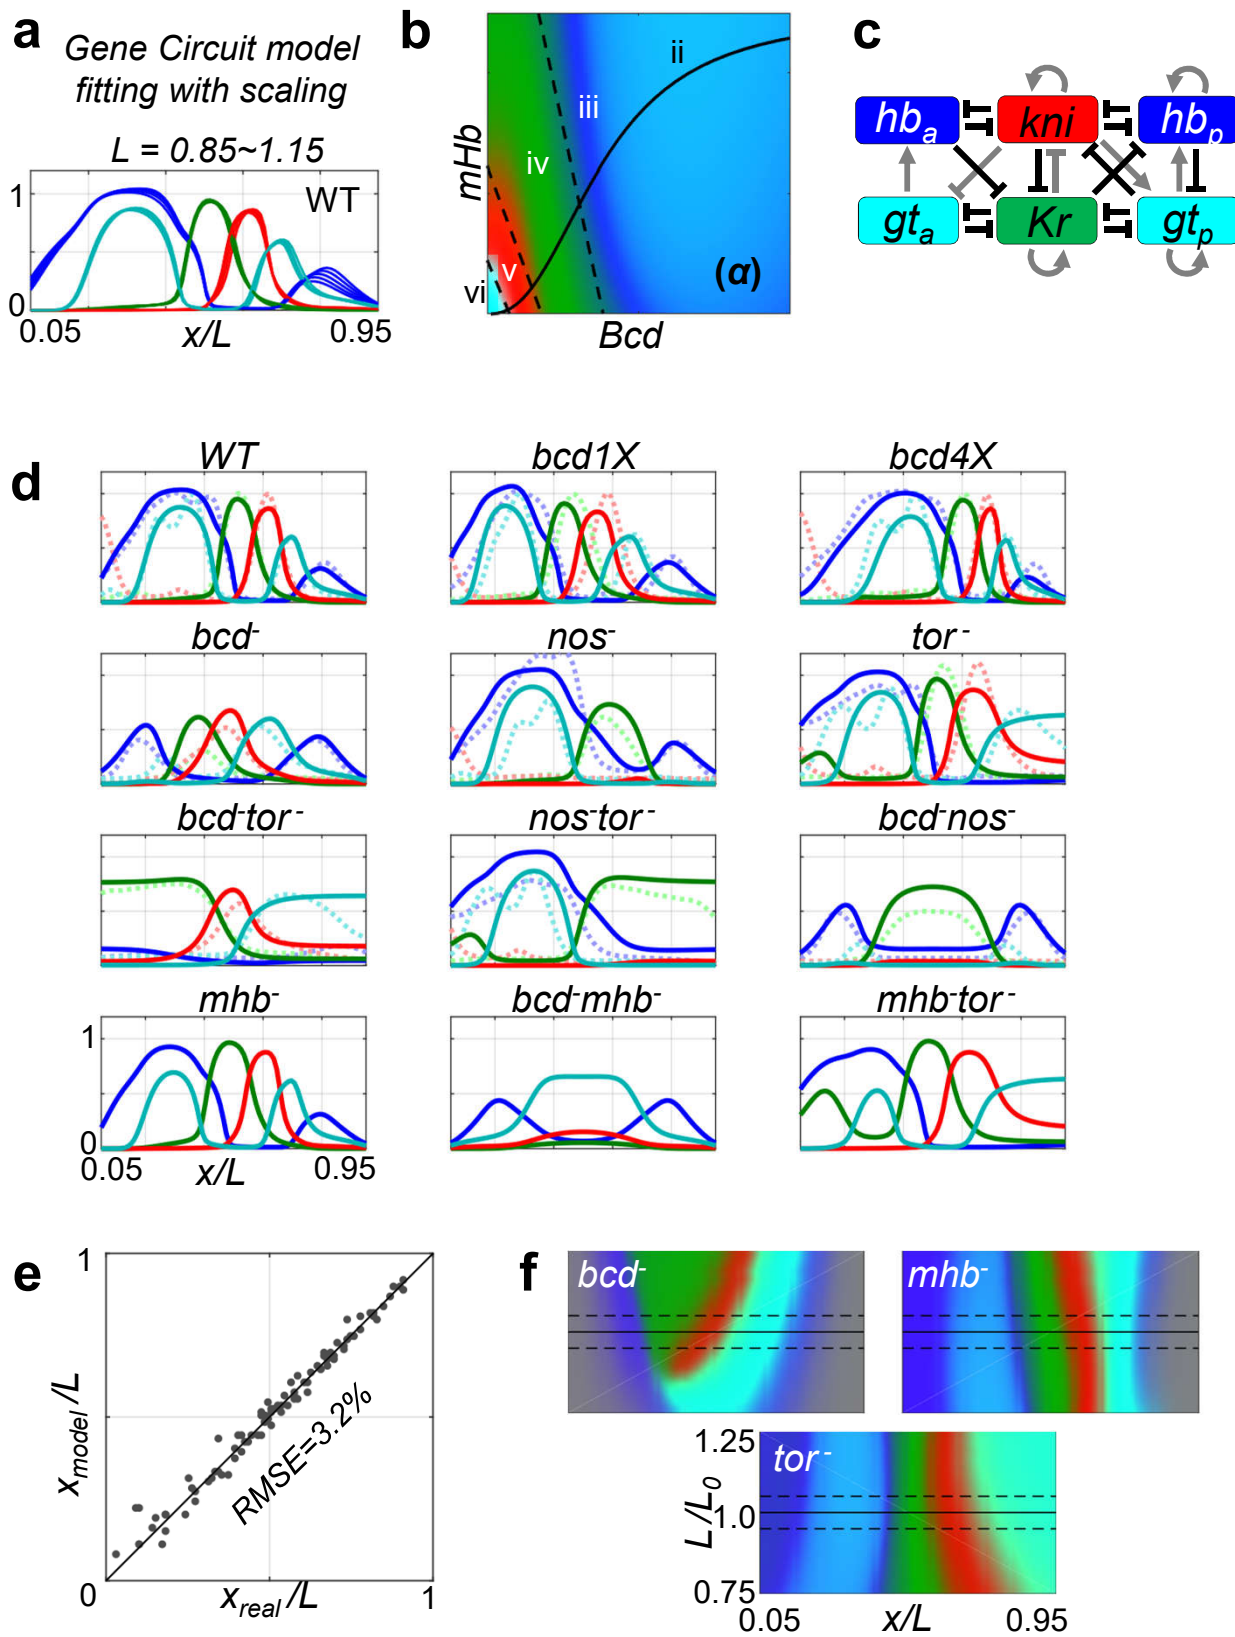 a
Gene Circuit model
fitting with scaling
L = 0.85~1.15
WT
1
0
0.05
x/L
0.95
b
mHb
ii
iii
iv
v
vi
(α)
Bcd
c
hba
kni
hbp
gta
Kr
gtp
d
WT
bcd1X
bcd4X
bcd-
nos-
tor-
bcd-tor-
nos-tor-
bcd-nos-
mhb-
bcd-mhb-
mhb-tor-
1
0
0.05
x/L
0.95
e
1
xmodel/L
RMSE=3.2%
0
xreal/L
1
f
bcd-
mhb-
tor-
1.25
1.0
0.75
L/L0
0.05
x/L
0.95